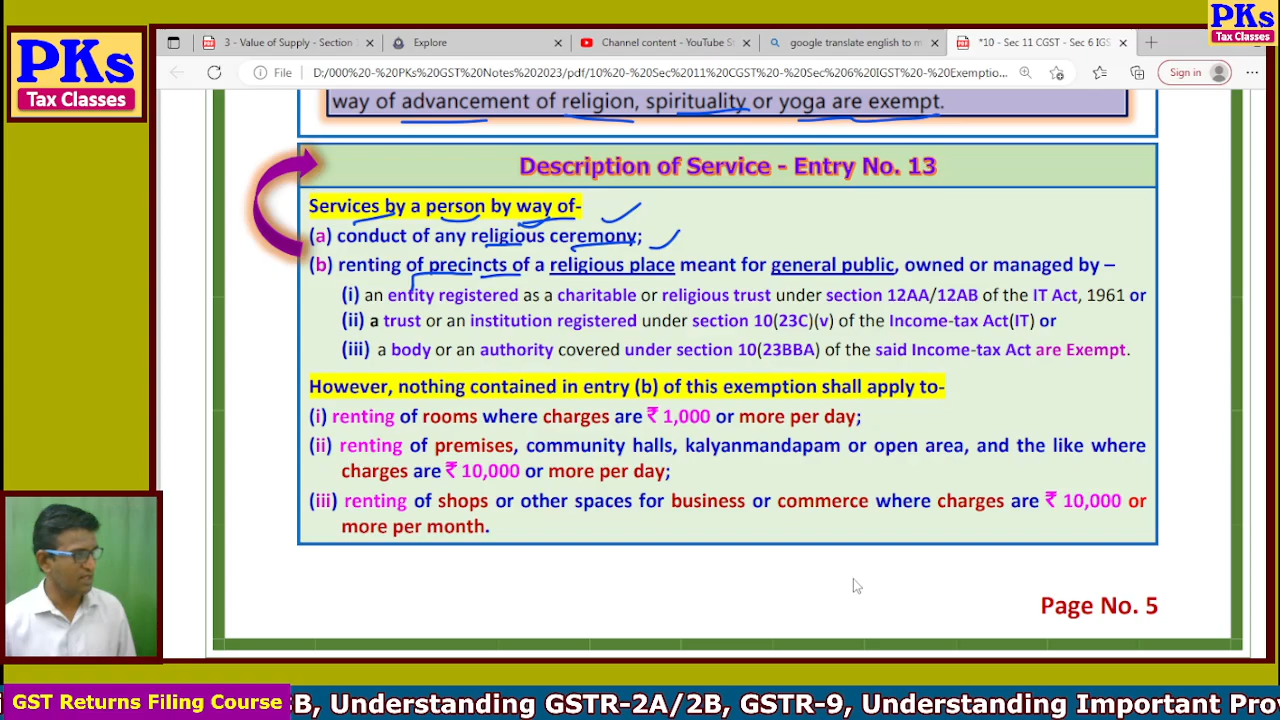 PKs
Tax Classes
PKs
Tax Classes
3 - Value of Supply - Section
Explore
Channel content - YouTube S
google translate english to m
*10 - Sec 11 CGST - Sec 6 IGS
File
D:/000%20-%20PKs%20GST%20Notes%202023/pdf/10%20-%20Sec%2011%20CGST%20-%20Sec%206%20IGST%20-%20Exemptio...
Sign in
way of advancement of religion, spirituality or yoga are exempt.
Description of Service - Entry No. 13
Services by a person by way of-
(a) conduct of any religious ceremony;
(b) renting of precincts of a religious place meant for general public, owned or managed by –
(i) an entity registered as a charitable or religious trust under section 12AA/12AB of the IT Act, 1961 or
(ii) a trust or an institution registered under section 10(23C)(v) of the Income-tax Act(IT) or
(iii) a body or an authority covered under section 10(23BBA) of the said Income-tax Act are Exempt.
However, nothing contained in entry (b) of this exemption shall apply to-
(i) renting of rooms where charges are ₹ 1,000 or more per day;
(ii) renting of premises, community halls, kalyanmandapam or open area, and the like where
charges are ₹ 10,000 or more per day;
(iii) renting of shops or other spaces for business or commerce where charges are ₹ 10,000 or
more per month.
Page No. 5
GST Returns Filing Course
3B, Understanding GSTR-2A/2B, GSTR-9, Understanding Important Pro